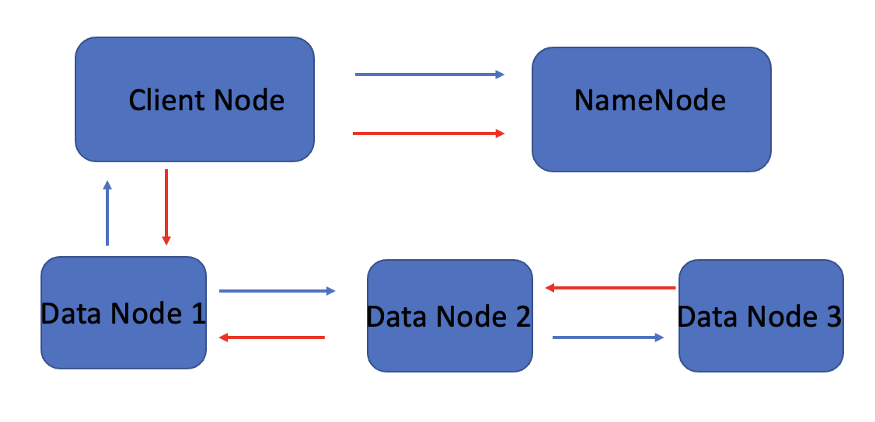 Client Node
NameNode
Data Node 1
Data Node 2
Data Node 3